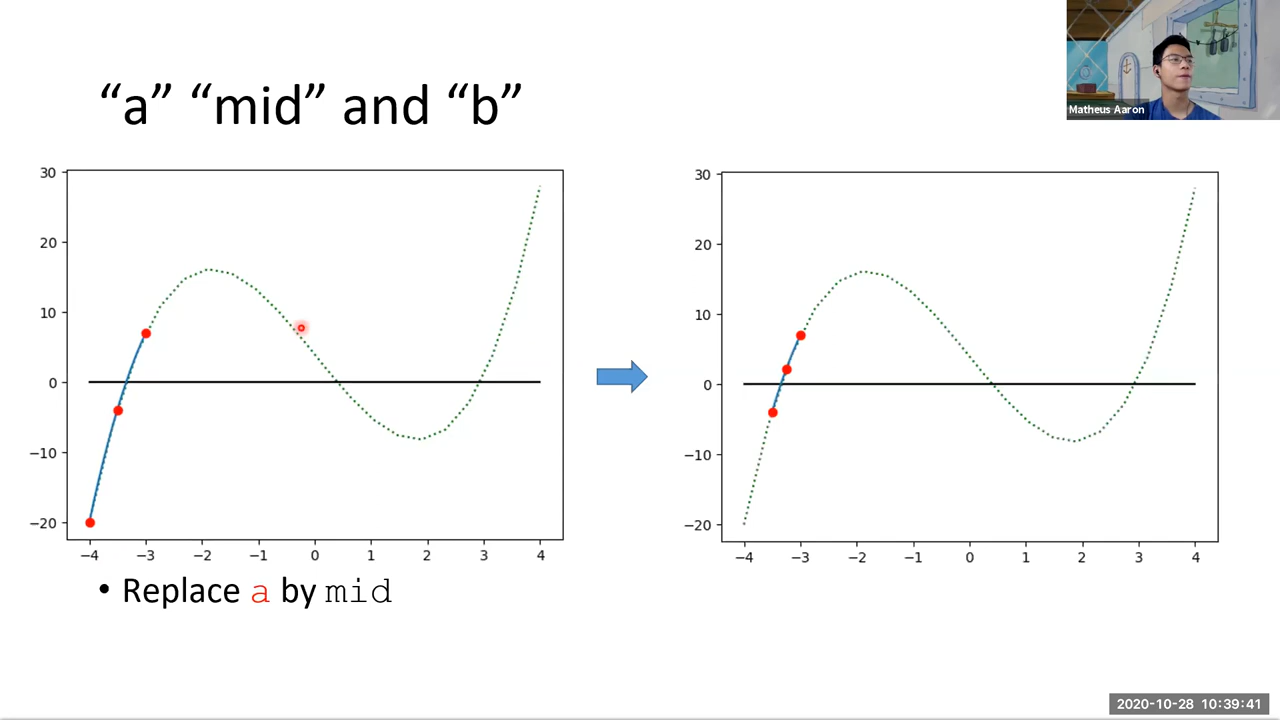 Matheus Aaron
“a” “mid” and “b”
30
20
10
0
−10
−20
−4 −3 −2 −1 0 1 2 3 4
30
20
10
0
−10
−20
−4 −3 −2 −1 0 1 2 3 4
• Replace a by mid
2020-10-28 10:39:41